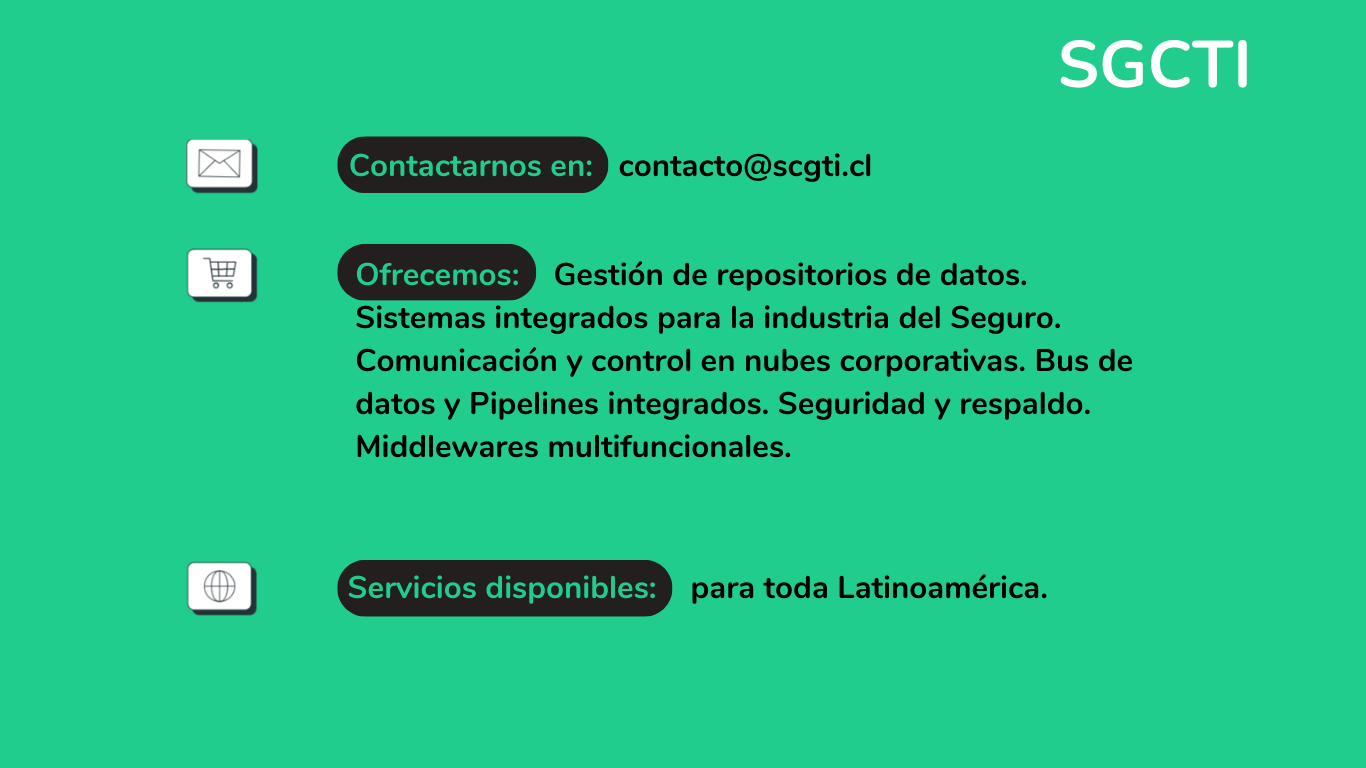 SGCTI
Contactarnos en: contacto@scgti.cl
Ofrecemos: Gestión de repositorios de datos.
Sistemas integrados para la industria del Seguro.
Comunicación y control en nubes corporativas. Bus de
datos y Pipelines integrados. Seguridad y respaldo.
Middlewares multifuncionales.
Servicios disponibles: para toda Latinoamérica.